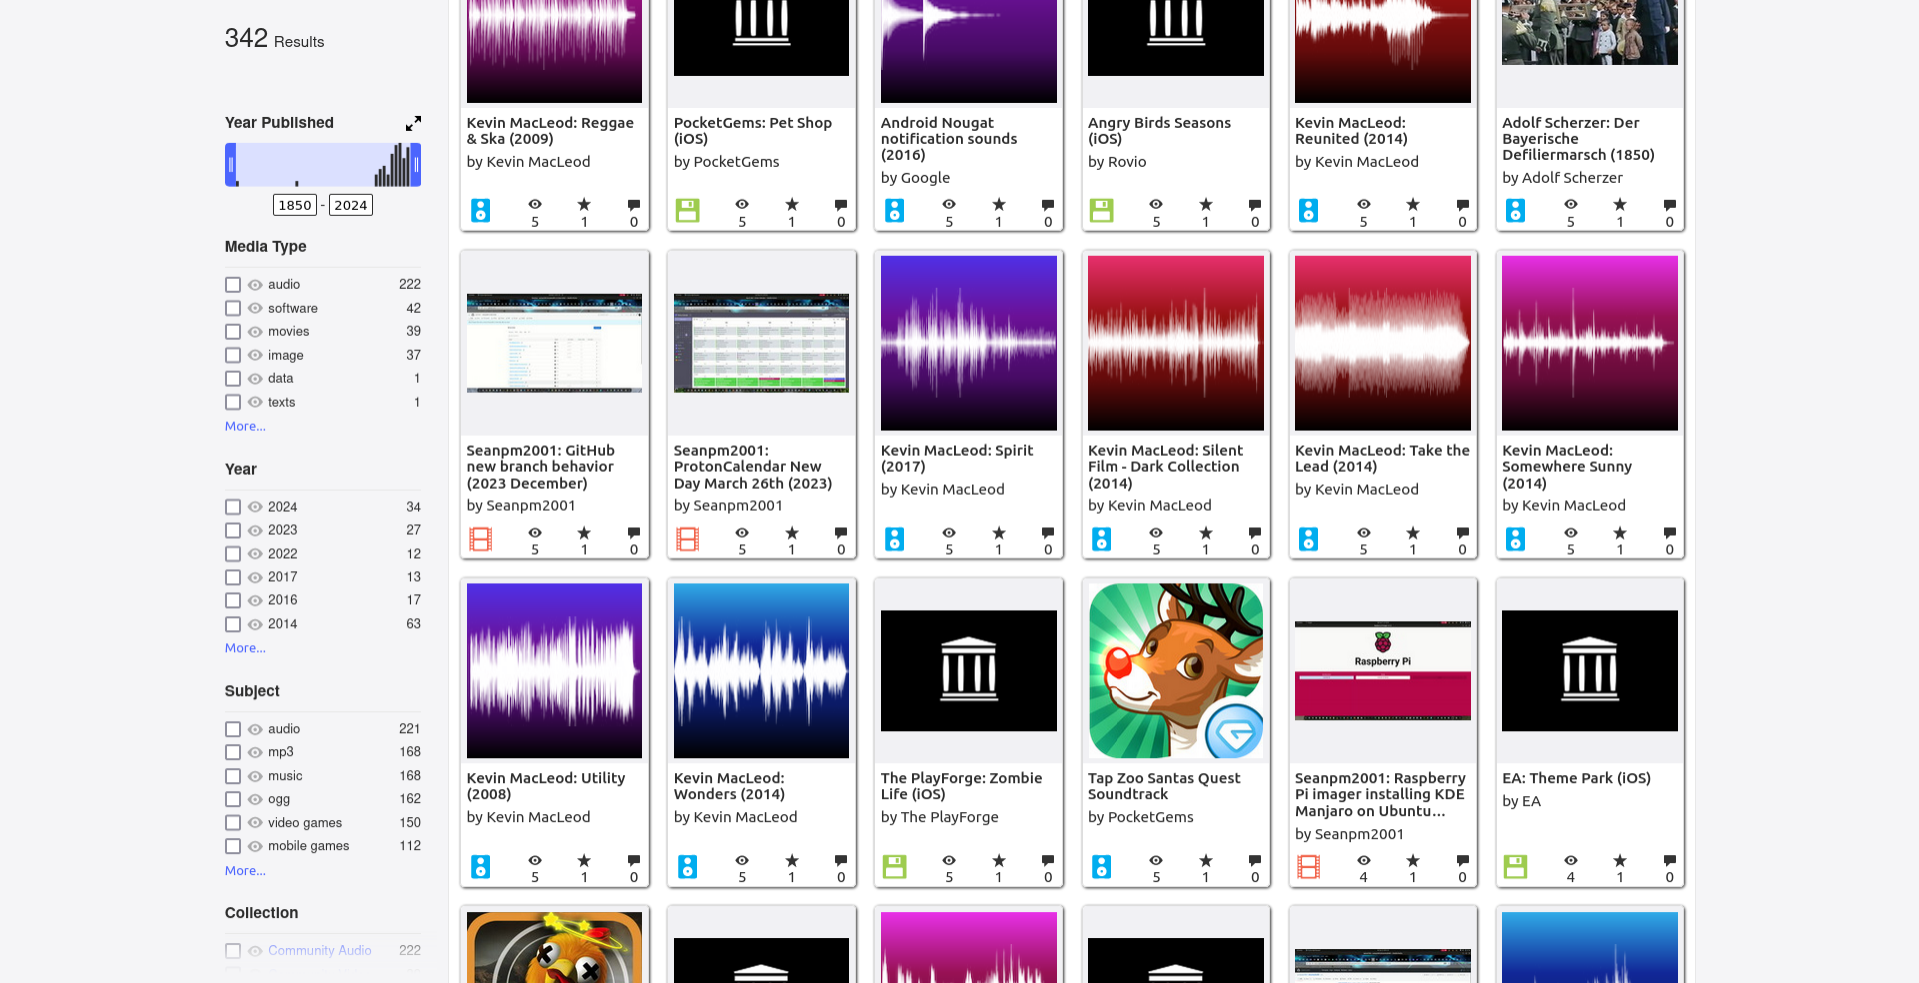 342 Results
Year Published
1850 - 2024
Media Type
audio 222
software 42
movies 39
image 37
data 1
texts 1
More...
Year
2024 34
2023 27
2022 12
2017 13
2016 17
2014 63
More...
Subject
audio 221
mp3 168
music 168
ogg 162
video games 150
mobile games 112
More...
Collection
Community Audio 222
Kevin MacLeod: Reggae
& Ska (2009)
by Kevin MacLeod
5 1 0
PocketGems: Pet Shop
(iOS)
by PocketGems
5 1 0
Android Nougat
notification sounds
(2016)
by Google
5 1 0
Angry Birds Seasons
(iOS)
by Rovio
5 1 0
Kevin MacLeod:
Reunited (2014)
by Kevin MacLeod
5 1 0
Adolf Scherzer: Der
Bayerische
Defiliermarsch (1850)
by Adolf Scherzer
5 1 0
Seanpm2001: GitHub
new branch behavior
(2023 December)
by Seanpm2001
5 1 0
Seanpm2001:
ProtonCalendar New
Day March 26th (2023)
by Seanpm2001
5 1 0
Kevin MacLeod: Spirit
(2017)
by Kevin MacLeod
5 1 0
Kevin MacLeod: Silent
Film - Dark Collection
(2014)
by Kevin MacLeod
5 1 0
Kevin MacLeod: Take the
Lead (2014)
by Kevin MacLeod
5 1 0
Kevin MacLeod:
Somewhere Sunny
(2014)
by Kevin MacLeod
5 1 0
Kevin MacLeod: Utility
(2008)
by Kevin MacLeod
5 1 0
Kevin MacLeod:
Wonders (2014)
by Kevin MacLeod
5 1 0
The PlayForge: Zombie
Life (iOS)
by The PlayForge
5 1 0
Tap Zoo Santas Quest
Soundtrack
by PocketGems
5 1 0
Raspberry Pi
Seanpm2001: Raspberry
Pi imager installing KDE
Manjaro on Ubuntu...
by Seanpm2001
4 1 0
EA: Theme Park (iOS)
by EA
4 1 0